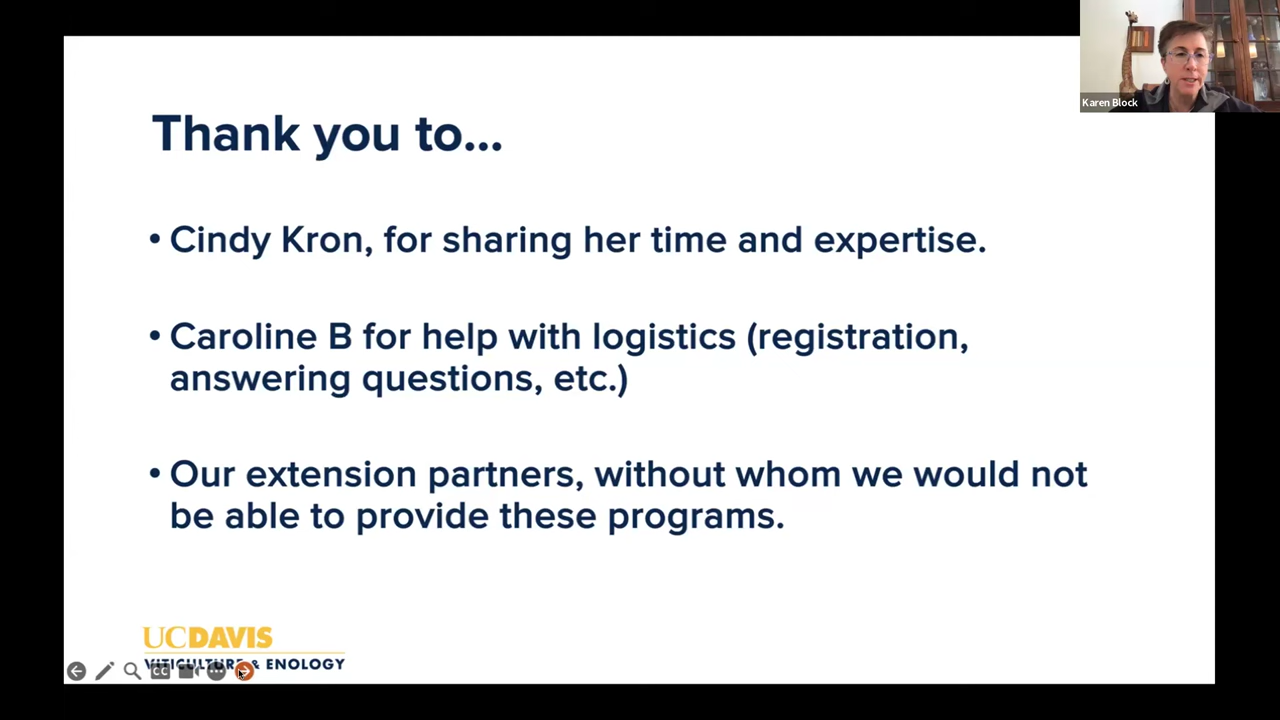 Karen Block
Thank you to...
• Cindy Kron, for sharing her time and expertise.
• Caroline B for help with logistics (registration,
answering questions, etc.)
• Our extension partners, without whom we would not
be able to provide these programs.
UCDAVIS
VITICULTURE & ENOLOGY
CC